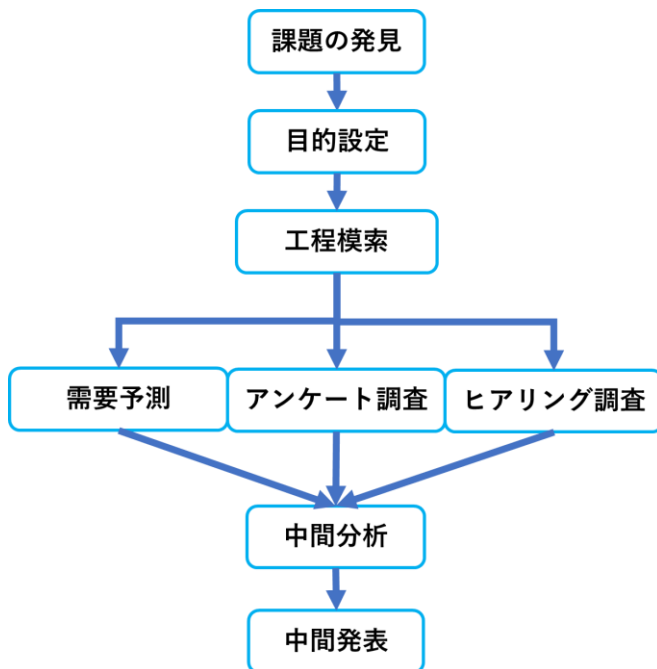 課題の発見
目的設定
工程模索
需要予測
アンケート調査
ヒアリング調査
中間分析
中間発表